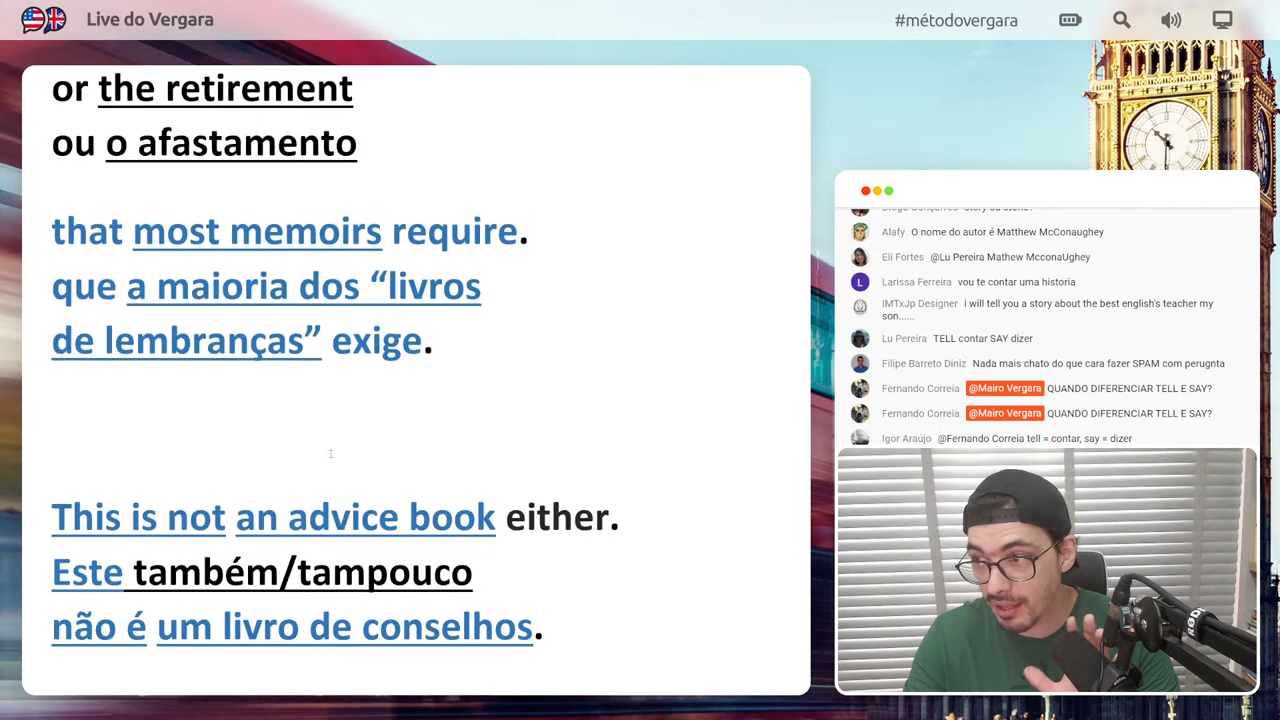 Live do Vergara
#métodovergara
or the retirement
ou o afastamento
that most memoirs require.
que a maioria dos “livros
de lembranças” exige.
This is not an advice book either.
Este também/tampouco
não é um livro de conselhos.
Alafy O nome do autor é Matthew McConaughey
Eli Fortes @Lu Pereira Mathew McconaUghey
L Larissa Ferreira vou te contar uma historia
IMTxJp Designer i will tell you a story about the best english's teacher my
son......
Lu Pereira TELL contar SAY dizer
Filipe Barreto Diniz Nada mais chato do que cara fazer SPAM com perugnta
Fernando Correia @Mairo Vergara QUANDO DIFERENCIAR TELL E SAY?
Fernando Correia @Mairo Vergara QUANDO DIFERENCIAR TELL E SAY?
Igor Araújo @Fernando Correia tell = contar, say = dizer